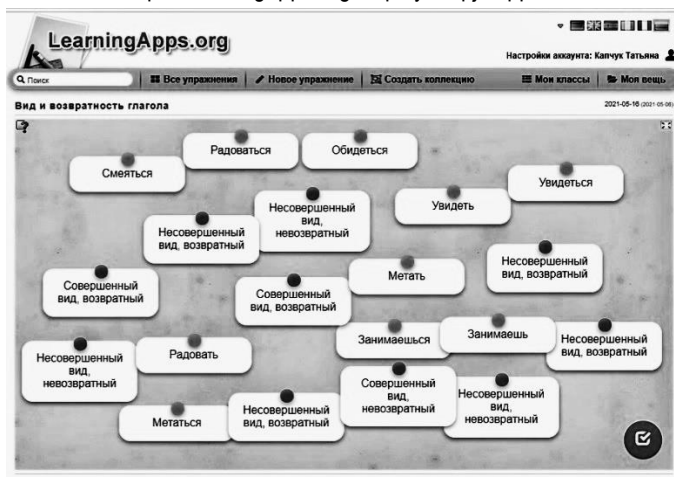 LearningApps.org
Настройки аккаунта: Капчук Татьяна
Поиск
Все упражнения
Новое упражнение
Создать коллекцию
Мои классы
Моя вещь
Вид и возвратность глагола
2021-05-16 (2021-05-06)
Смеяться
Радоваться
Обидеться
Увидеть
Увидеться
Несовершенный
вид, возвратный
Несовершенный
вид,
невозвратный
Несовершенный
вид, возвратный
Совершенный
вид, возвратный
Совершенный
вид, возвратный
Метать
Несовершенный
вид,
невозвратный
Радовать
Занимаешься
Занимаешь
Несовершенный
вид, возвратный
Метаться
Несовершенный
вид, возвратный
Совершенный
вид,
невозвратный
Несовершенный
вид,
невозвратный